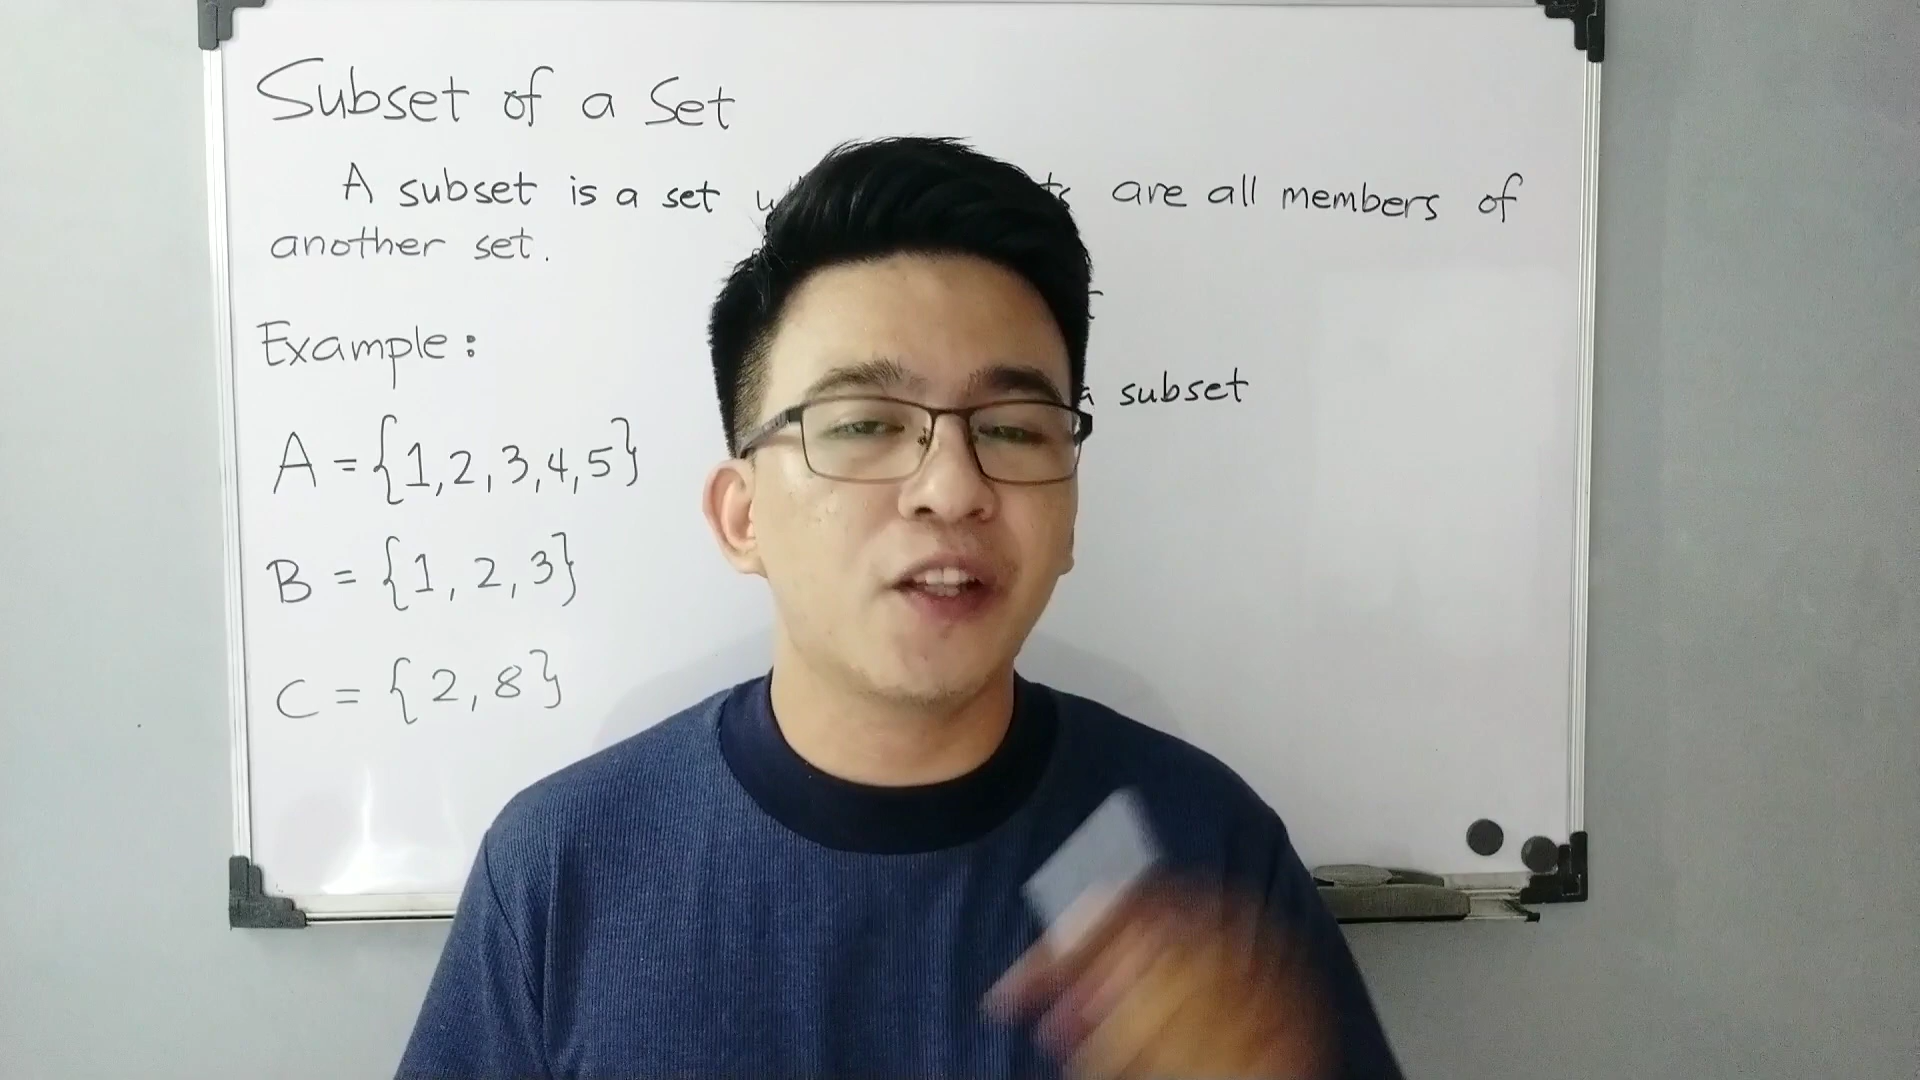 Subset of a Set
A subset is a set are all members of
another set.
Example:
a subset
A = {1,2,3,4,5}
B = {1, 2, 3}
C = {2, 8}